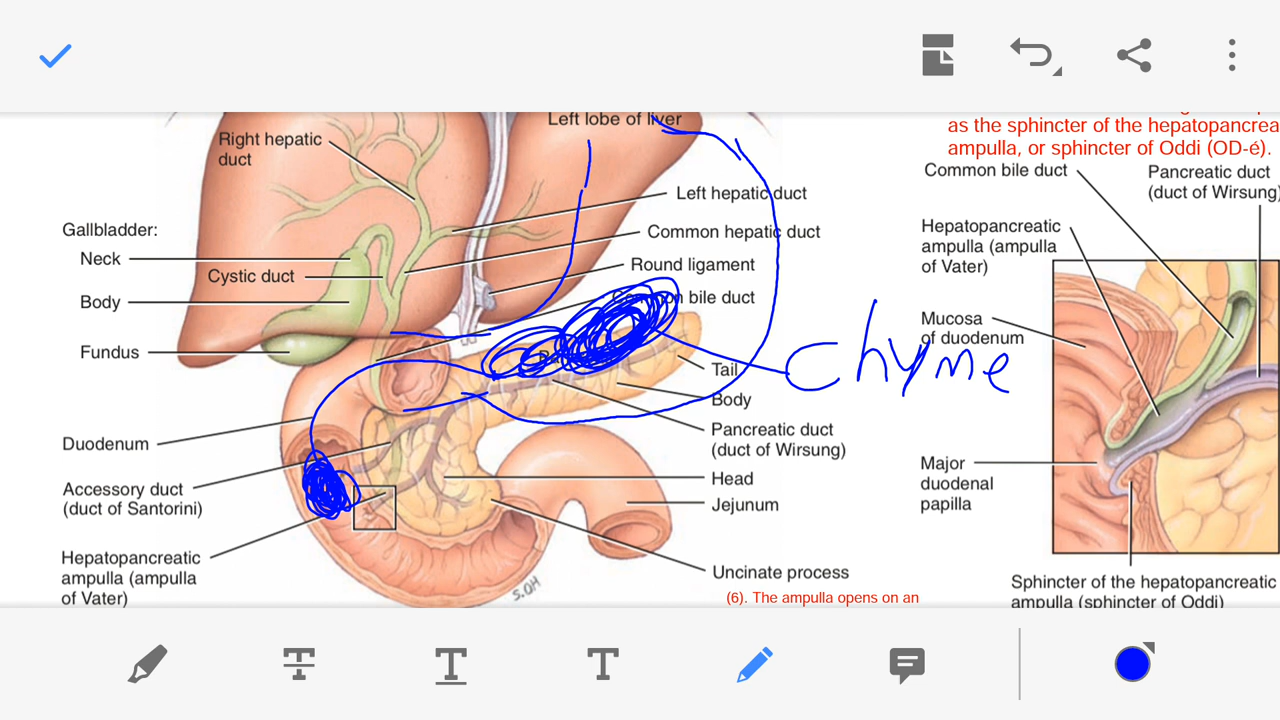 Left lobe of liver
Right hepatic
duct
Left hepatic duct
Common hepatic duct
Gallbladder:
Neck
Cystic duct
Round ligament
Body
bile duct
Fundus
Tail
Body
Duodenum
Pancreatic duct
(duct of Wirsung)
Accessory duct
(duct of Santorini)
Head
Jejunum
Hepatopancreatic
ampulla (ampulla
of Vater)
Uncinate process
S.OH
(6). The ampulla opens on an
Chyme
as the sphincter of the hepatopancrea
ampulla, or sphincter of Oddi (OD-é).
Common bile duct
Pancreatic duct
(duct of Wirsung)
Hepatopancreatic
ampulla (ampulla
of Vater)
Mucosa
of duodenum
Major
duodenal
papilla
Sphincter of the hepatopancreatic
ampulla (sphincter of Oddi)
T
T
T